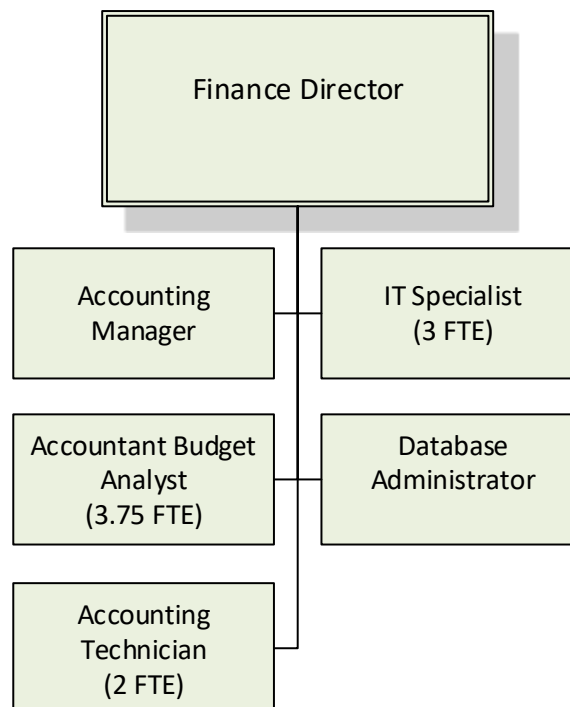 Finance Director
Accounting
Manager
IT Specialist
(3 FTE)
Accountant Budget
Analyst
(3.75 FTE)
Database
Administrator
Accounting
Technician
(2 FTE)